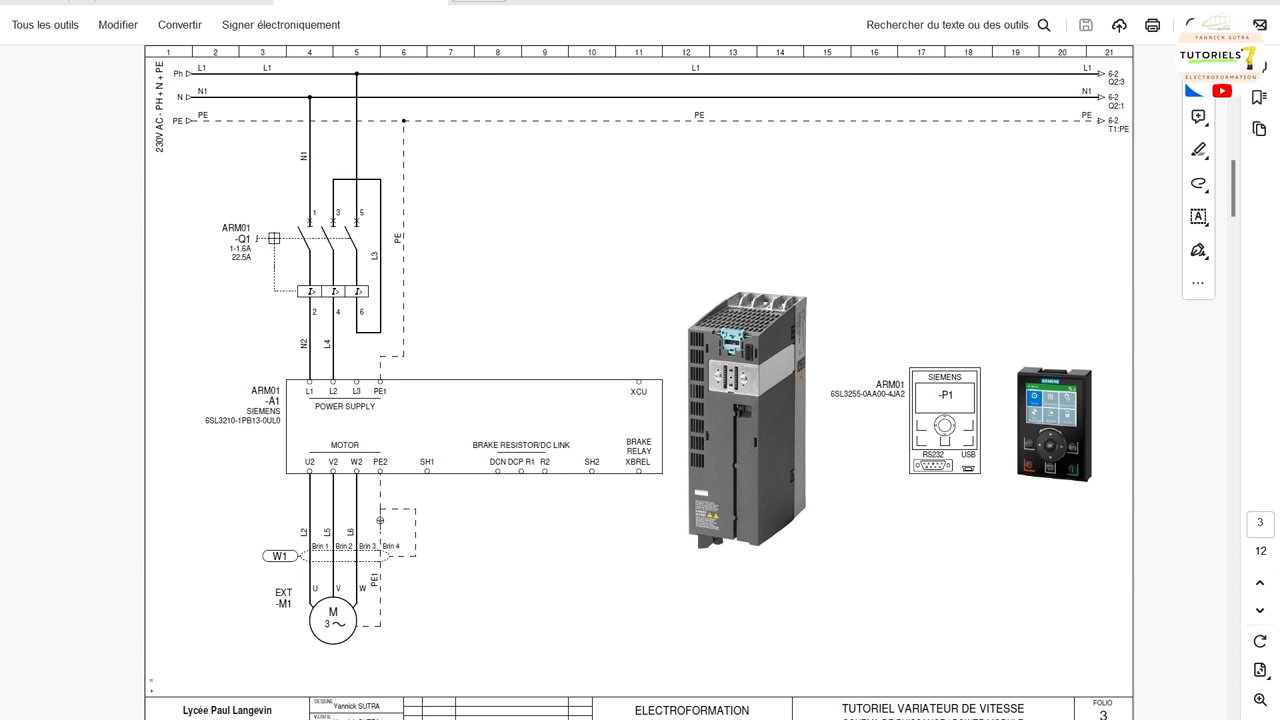 Tous les outils Modifier Convertir Signer électroniquement Rechercher du texte ou des outils
YANNICK SUTRA
TUTORIELS
ELECTROFORMATION
1 2 3 4 5 6 7 8 9 10 11 12 13 14 15 16 17 18 19 20 21
230V AC - PH + N + PE
Ph L1 L1 L1 L1 6-2
Q2:3
N N1 N1 6-2
Q2:1
PE PE PE PE 6-2
T1:PE
N1
1 3 5
ARM01
-Q1
1-1.6A
22.5A
PE
L3
I> I> I>
2 4 6
N2 L4
ARM01
-A1
SIEMENS
6SL3210-1PB13-0UL0
L1 L2 L3 PE1 XCU
POWER SUPPLY
MOTOR BRAKE RESISTOR/DC LINK BRAKE
RELAY
U2 V2 W2 PE2 SH1 DCN DCP R1 R2 SH2 XBREL
ARM01
6SL3255-0AA00-4JA2
SIEMENS
-P1
RS232 USB
SIEMENS
L2 L5 L6
Brin 1 Brin 2 Brin 3 Brin 4
W1
PE1
EXT
-M1
U V W
M
3
=
+
Lycée Paul Langevin
DESSINE Yannick SUTRA
VERIFIE
ELECTROFORMATION
TUTORIEL VARIATEUR DE VITESSE
FOLIO
3
3
12